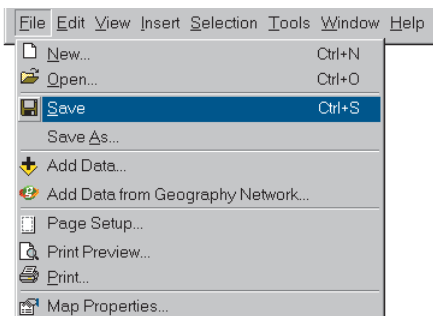 File Edit View Insert Selection Tools Window Help
New... Ctrl+N
Open... Ctrl+O
Save Ctrl+S
Save As...
Add Data...
Add Data from Geography Network...
Page Setup...
Print Preview...
Print...
Map Properties...